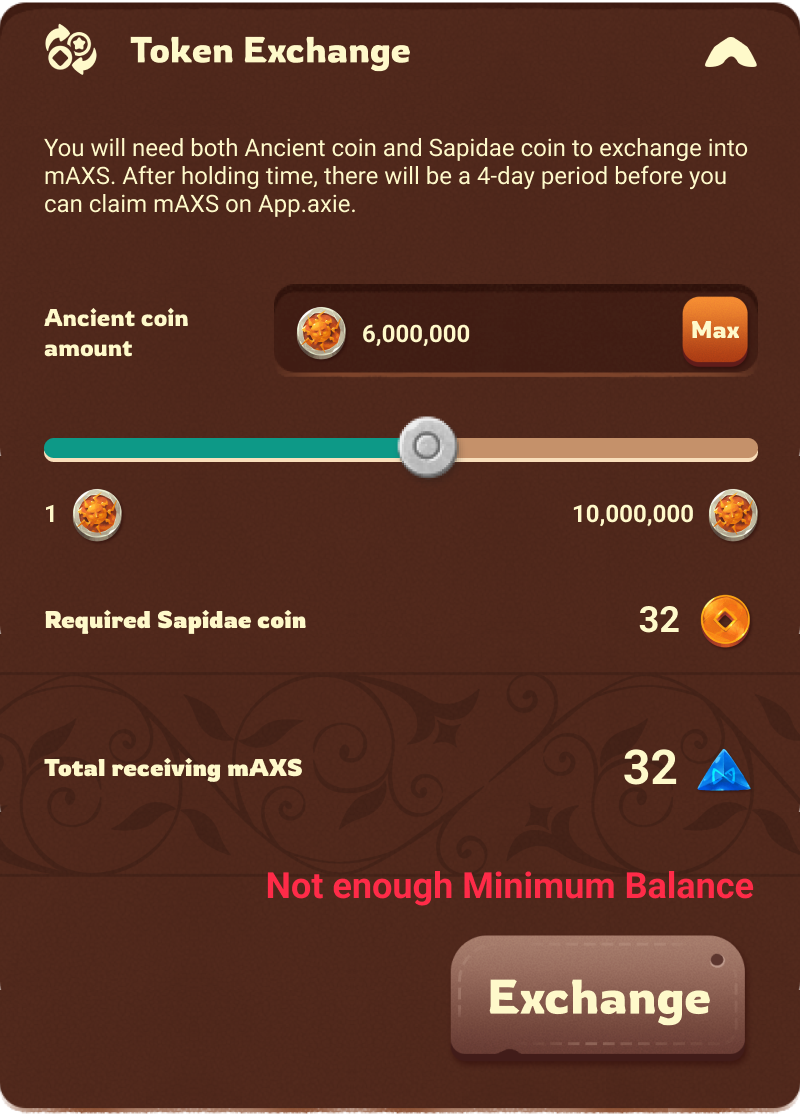 Token Exchange
You will need both Ancient coin and Sapidae coin to exchange into
mAXS. After holding time, there will be a 4-day period before you
can claim mAXS on App.axie.
Ancient coin
amount
6,000,000
Max
1
10,000,000
Required Sapidae coin
32
Total receiving mAXS
32
Not enough Minimum Balance
Exchange